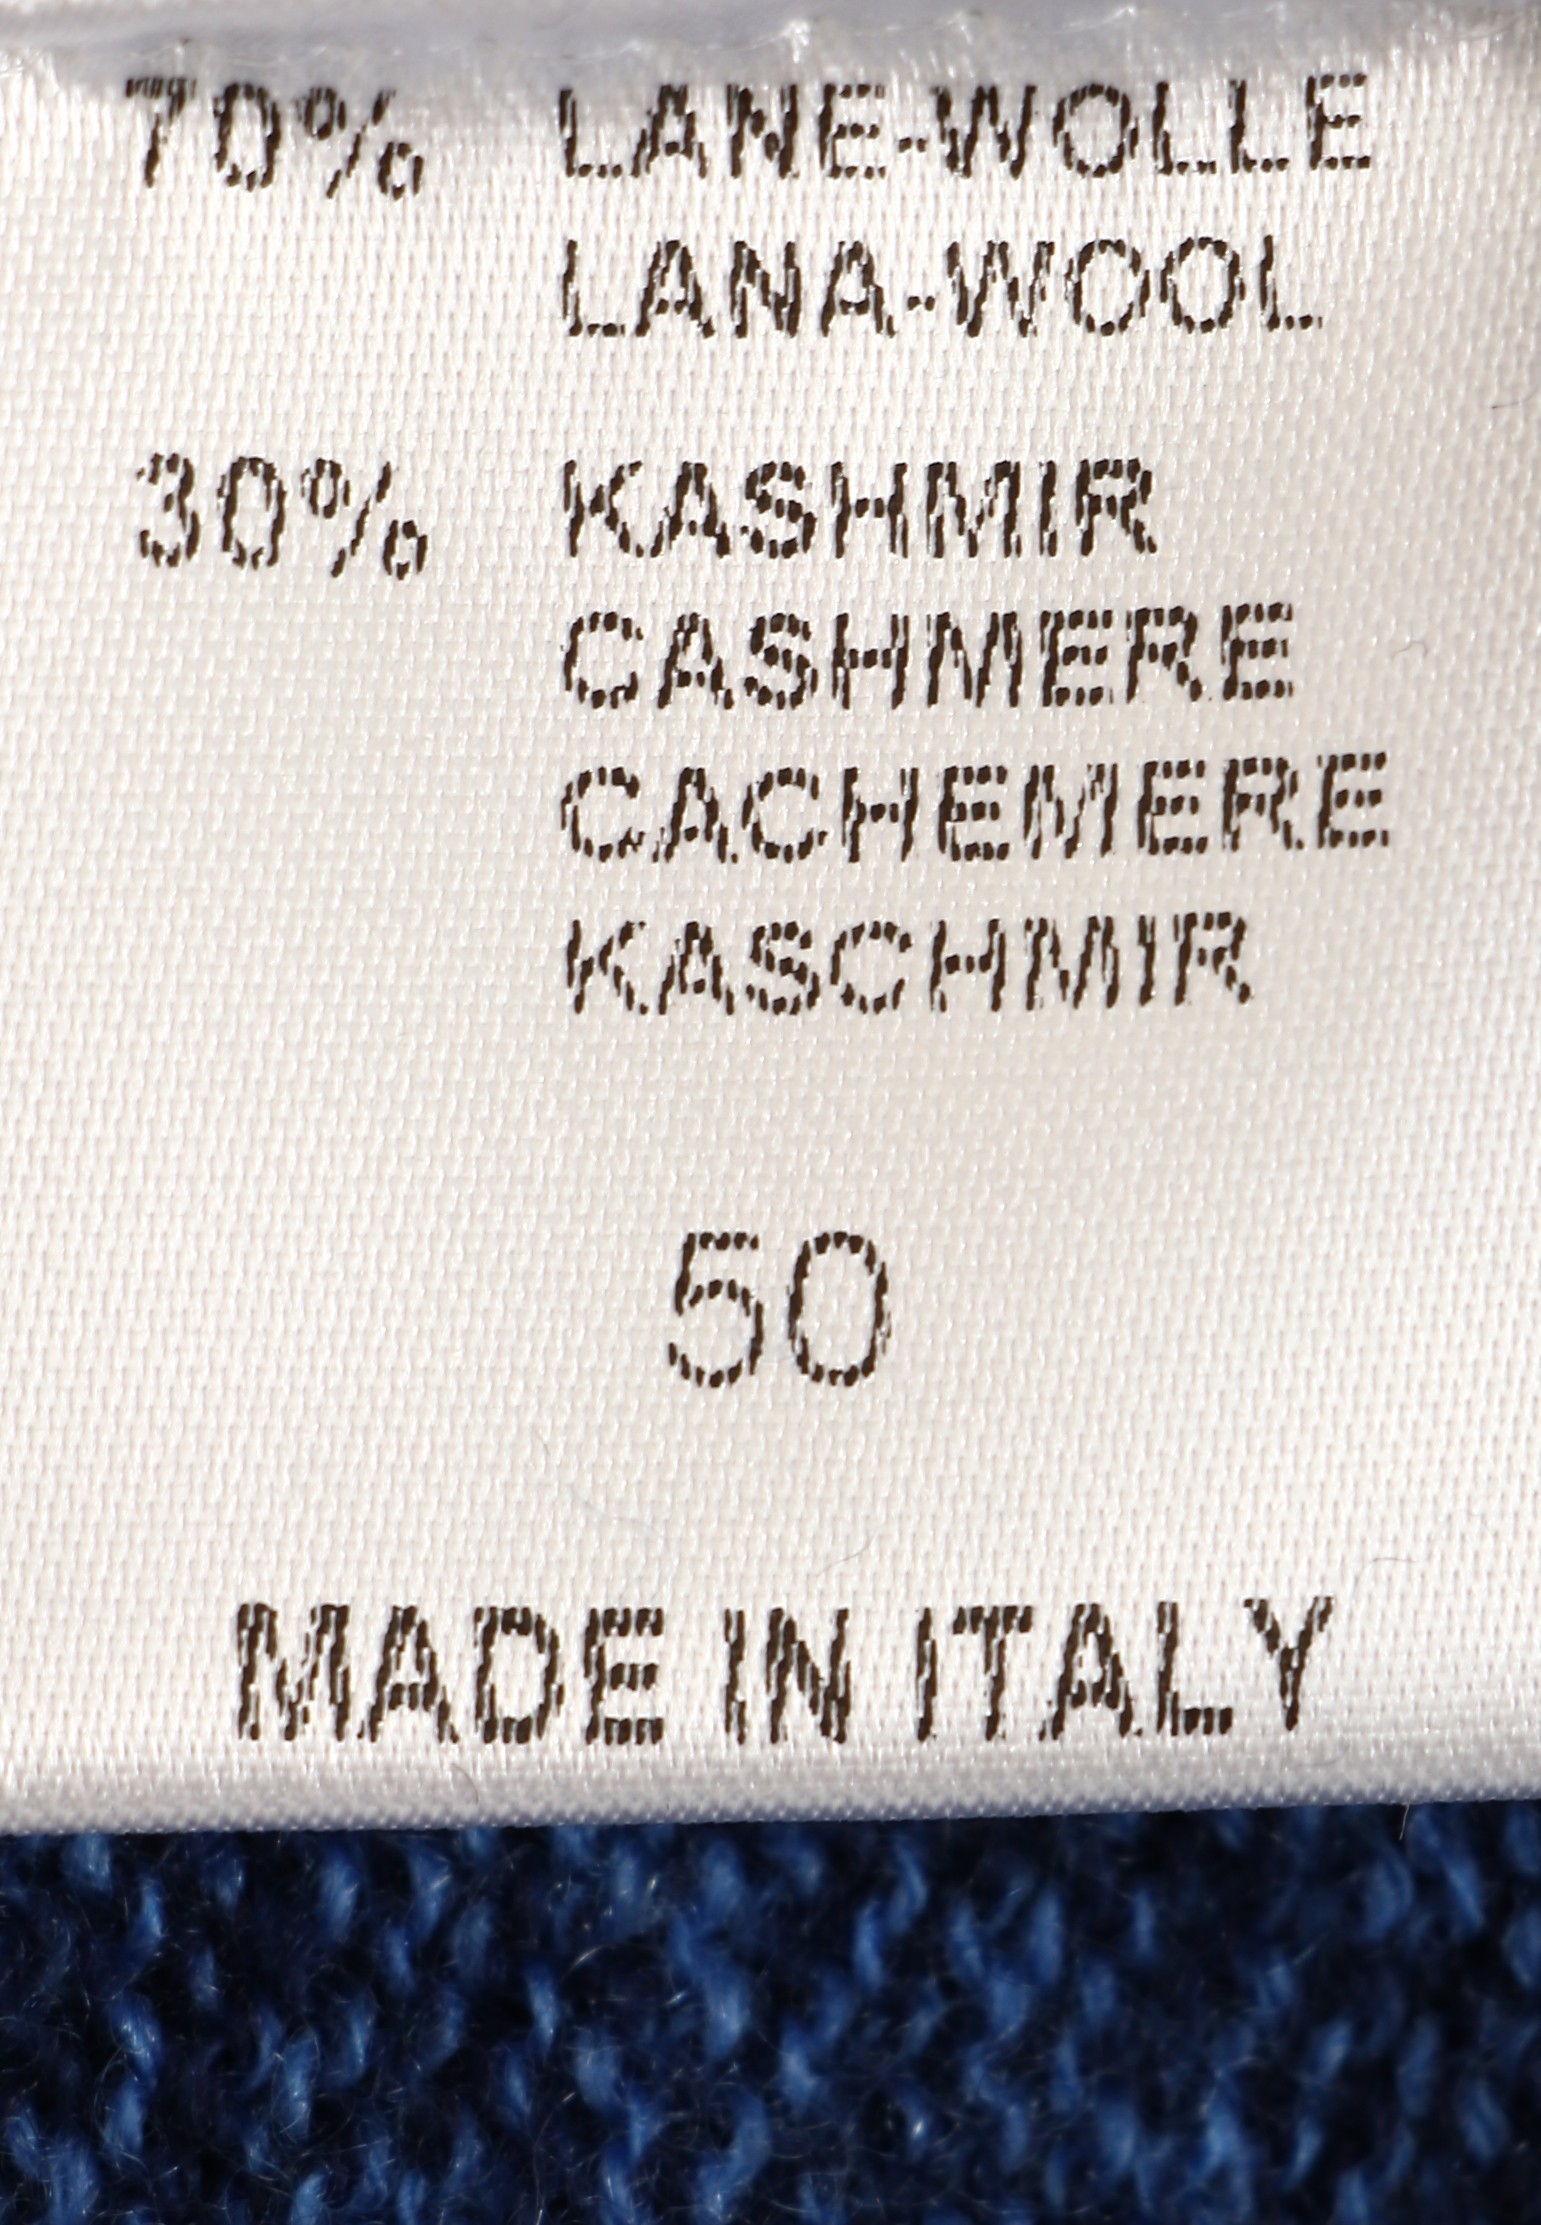 70% LANE-WOLLE
LANA-WOOL
30% KASHMIR
CASHMERE
CACHEMERE
KASCHMIR
50
MADE IN ITALY